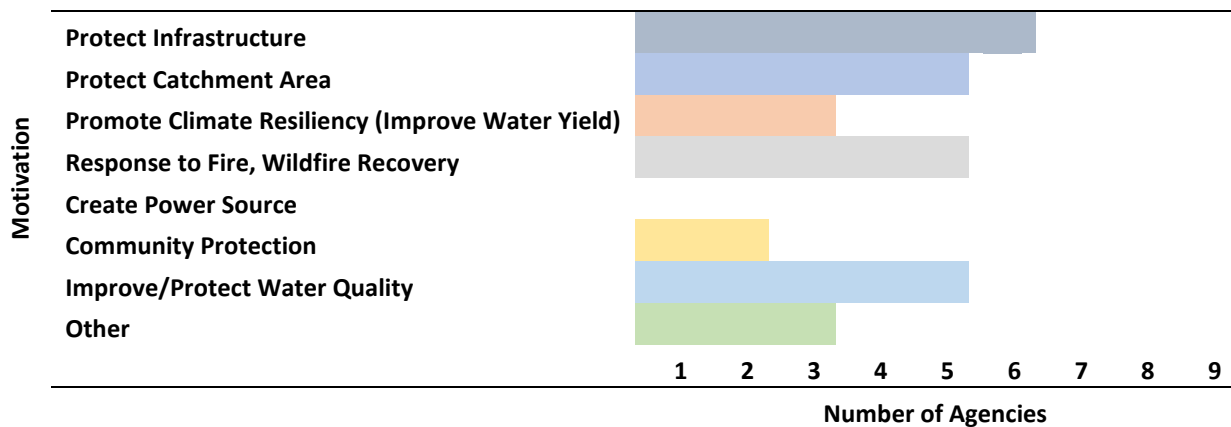 Motivation
Protect Infrastructure
Protect Catchment Area
Promote Climate Resiliency (Improve Water Yield)
Response to Fire, Wildfire Recovery
Create Power Source
Community Protection
Improve/Protect Water Quality
Other
1 2 3 4 5 6 7 8 9
Number of Agencies